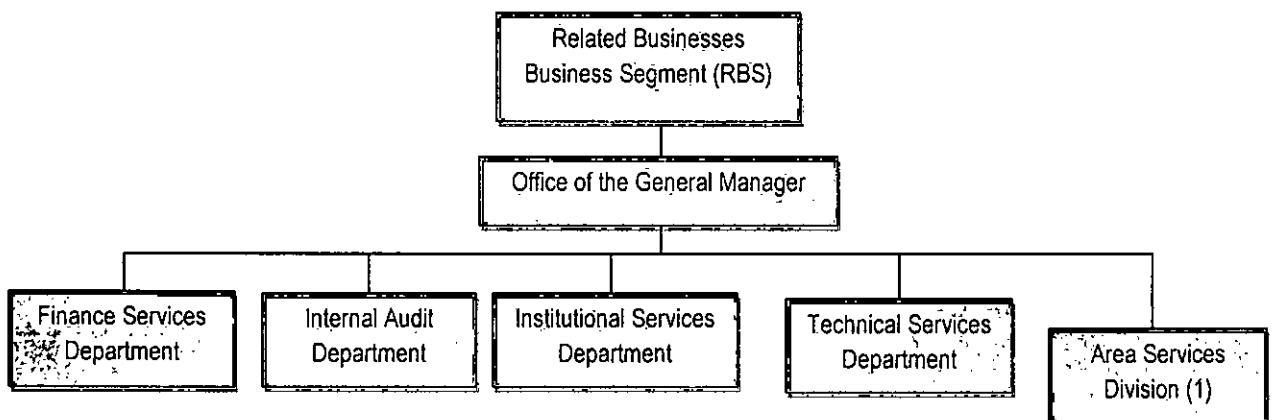 Related Businesses
Business Segment (RBS)
Office of the General Manager
Finance Services
Department
Internal Audit
Department
Institutional Services
Department
Technical Services
Department
Area Services
Division (1)